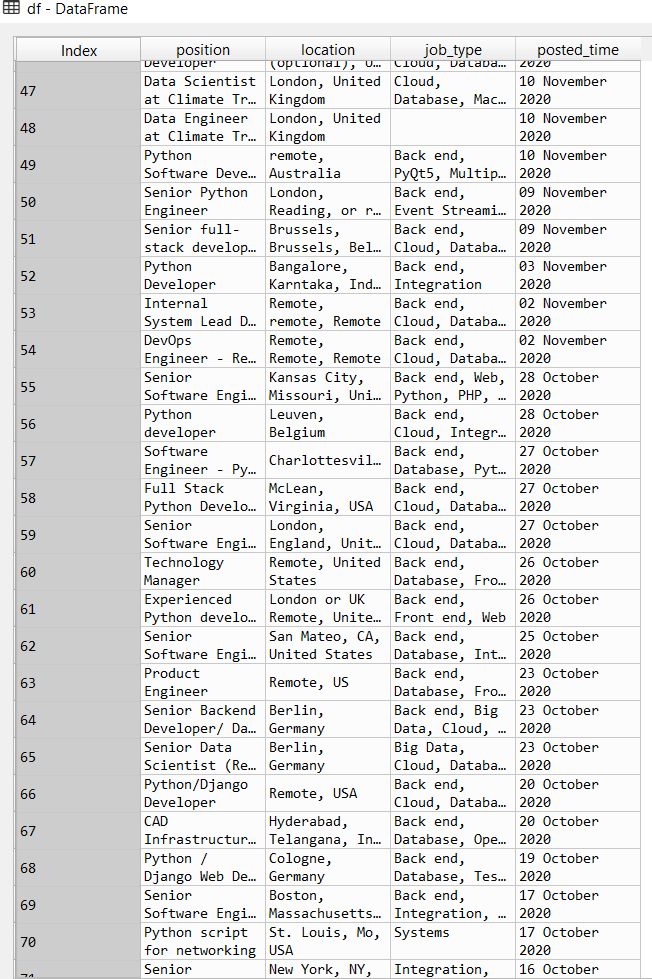 df - DataFrame
Index position location job_type posted_time
Developer (optional), U… Cloud, Databa… 2020
47 Data Scientist London, United Cloud, 10 November
at Climate Tr… Kingdom Database, Mac… 2020
48 Data Engineer London, United 10 November
at Climate Tr… Kingdom 2020
49 Python remote, Back end, 10 November
Software Deve… Australia PyQt5, Multip… 2020
50 Senior Python London, Back end, 09 November
Engineer Reading, or r… Event Streami… 2020
51 Senior full- Brussels, Back end, 09 November
stack develop… Brussels, Bel… Cloud, Databa… 2020
52 Python Bangalore, Back end, 03 November
Developer Karntaka, Ind… Integration 2020
53 Internal Remote, Back end, 02 November
System Lead D… remote, Remote Cloud, Databa… 2020
54 DevOps Remote, Back end, 02 November
Engineer - Re… Remote, Remote Cloud, Databa… 2020
55 Senior Kansas City, Back end, Web, 28 October
Software Engi… Missouri, Uni… Python, PHP, … 2020
56 Python Leuven, Back end, 28 October
developer Belgium Cloud, Integr… 2020
57 Software Charlottesvil… Back end, 27 October
Engineer - Py… Database, Pyt… 2020
58 Full Stack McLean, Back end, 27 October
Python Develo… Virginia, USA Cloud, Databa… 2020
59 Senior London, Back end, 27 October
Software Engi… England, Unit… Cloud, Databa… 2020
60 Technology Remote, United Back end, 26 October
Manager States Database, Fro… 2020
61 Experienced London or UK Back end, 26 October
Python develo… Remote, Unite… Front end, Web 2020
62 Senior San Mateo, CA, Back end, 25 October
Software Engi… United States Database, Int… 2020
63 Product Remote, US Back end, 23 October
Engineer Database, Fro… 2020
64 Senior Backend Berlin, Back end, Big 23 October
Developer/ Da… Germany Data, Cloud, … 2020
65 Senior Data Berlin, Big Data, 23 October
Scientist (Re… Germany Cloud, Databa… 2020
66 Python/Django Remote, USA Back end, 20 October
Developer Cloud, Databa… 2020
67 CAD Hyderabad, Back end, 20 October
Infrastructur… Telangana, In… Database, Ope… 2020
68 Python / Cologne, Back end, 19 October
Django Web De… Germany Database, Tes… 2020
69 Senior Boston, Back end, 17 October
Software Engi… Massachusetts… Integration, … 2020
70 Python script St. Louis, Mo, Systems 17 October
for networking USA 2020
71 Senior New York, NY, Integration, 16 October